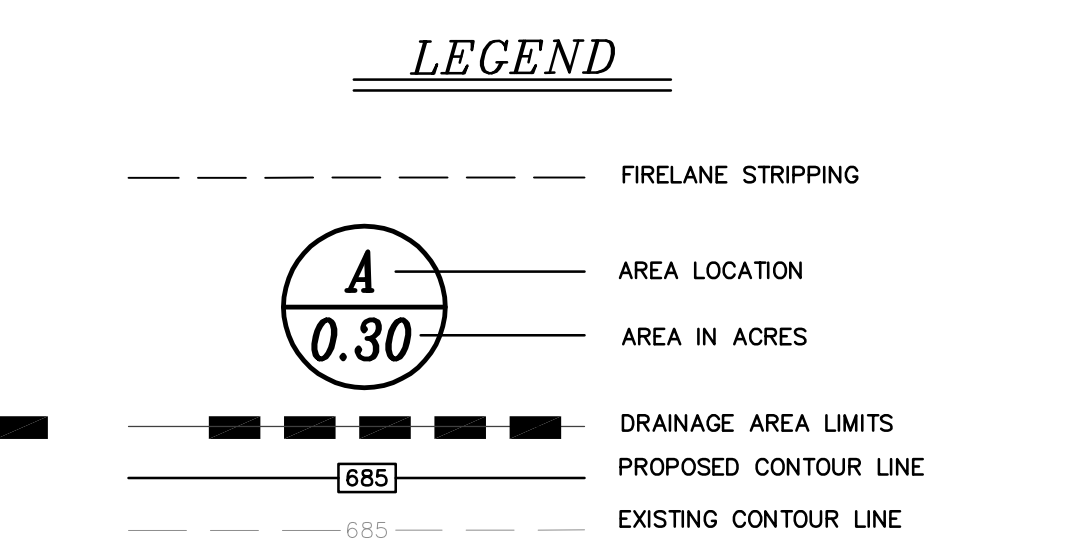 LEGEND
FIRELANE STRIPPING
A
AREA LOCATION
0.30
AREA IN ACRES
DRAINAGE AREA LIMITS
685
PROPOSED CONTOUR LINE
685
EXISTING CONTOUR LINE